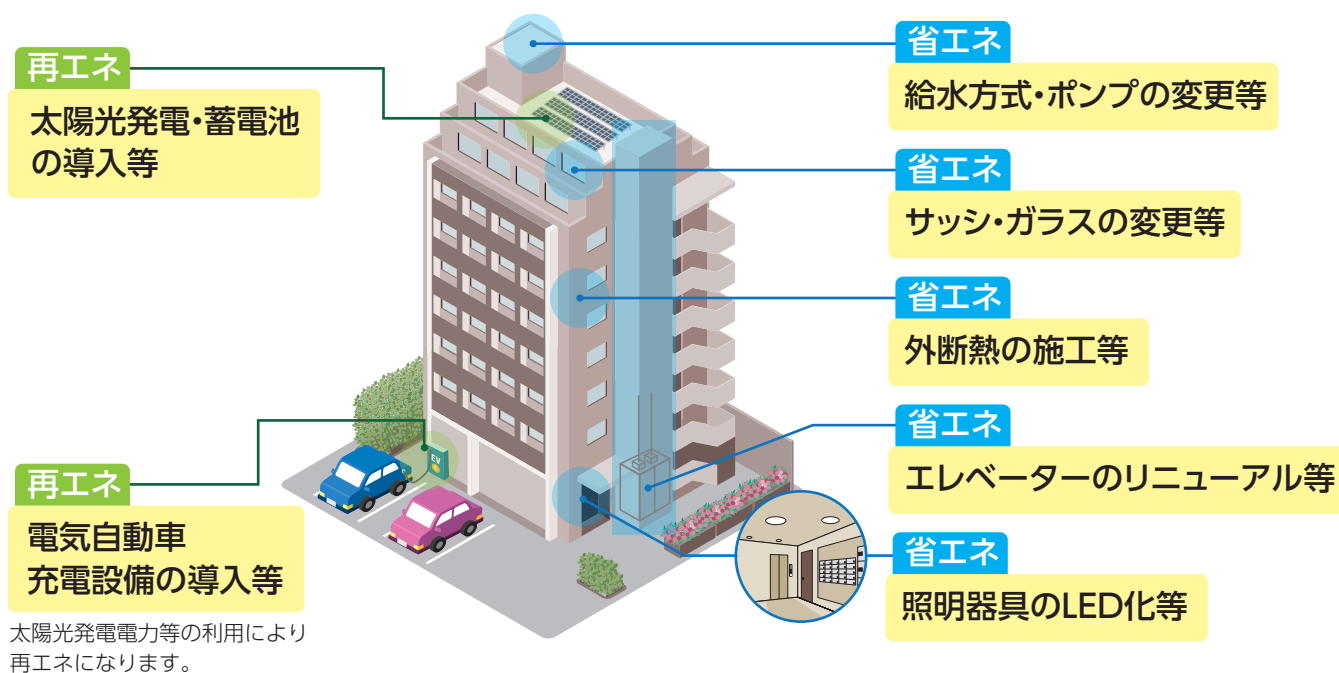 再エネ
太陽光発電・蓄電池
の導入等
再エネ
電気自動車
充電設備の導入等
太陽光発電電力等の利用により
再エネになります。
EV
省エネ
給水方式・ポンプの変更等
省エネ
サッシ・ガラスの変更等
省エネ
外断熱の施工等
省エネ
エレベーターのリニューアル等
省エネ
照明器具のLED化等